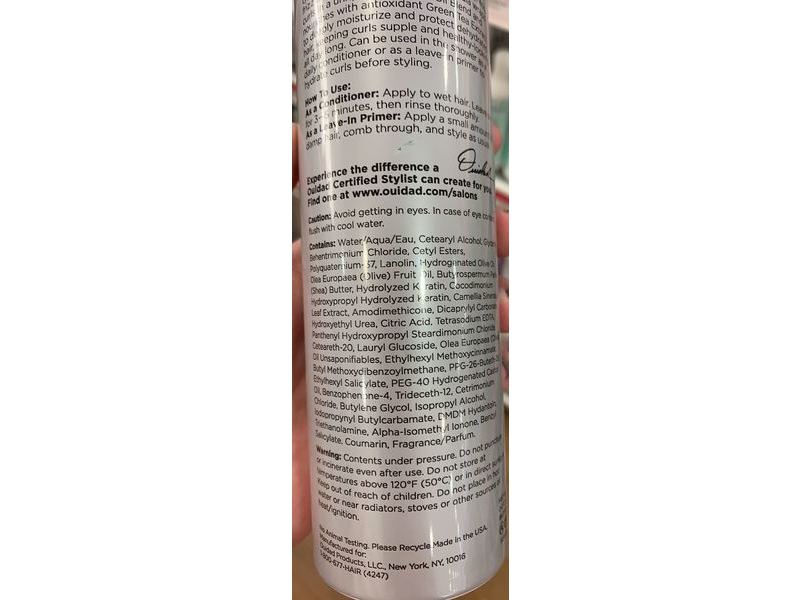 Oil Blend
with antioxidant Green Tea
to deeply moisturize and protect
keeping curls supple and
all day long. Can be used in the shower as
daily conditioner or as a leave-in primer to
hydrate curls before styling.
How To Use:
As a Conditioner: Apply to wet hair. Leave
for 3-5 minutes, then rinse thoroughly.
As a Leave-In Primer: Apply a small amount
damp hair, comb through, and style as usual
Ouidad
Experience the difference a
Ouidad Certified Stylist can create for you.
Find one at www.ouidad.com/salons
Caution: Avoid getting in eyes. In case of eye contact
flush with cool water.
Contains: Water/Aqua/Eau, Cetearyl Alcohol,
Behentrimonium Chloride, Cetyl Esters,
Polyquaternium-37, Lanolin, Hydrogenated Olive Oil,
Olea Europaea (Olive) Fruit Oil, Butyrospermum
(Shea) Butter, Hydrolyzed Keratin, Cocodimonium
Hydroxypropyl Hydrolyzed Keratin, Camellia Sinensis
Leaf Extract, Amodimethicone, Dicaprylyl Carbonate
Hydroxyethyl Urea, Citric Acid, Tetrasodium EDTA,
Panthenyl Hydroxypropyl Steardimonium Chloride
Ceteareth-20, Lauryl Glucoside, Olea Europaea
Oil Unsaponifiables, Ethylhexyl Methoxycinnamate,
Butyl Methoxydibenzoylmethane, PPG-26-Buteth-26
Ethylhexyl Salicylate, PEG-40 Hydrogenated Castor
Oil, Benzophenone-4, Trideceth-12, Cetrimonium
Chloride, Butylene Glycol, Isopropyl Alcohol,
Iodopropynyl Butylcarbamate, DMDM Hydantoin,
Triethanolamine, Alpha-Isomethyl Ionone, Benzyl
Salicylate, Coumarin, Fragrance/Parfum.
Warning: Contents under pressure. Do not puncture
or incinerate even after use. Do not store at
temperatures above 120°F (50°C) or in direct
Keep out of reach of children. Do not place in hot
water or near radiators, stoves or other sources of
heat/ignition.
No Animal Testing. Please Recycle. Made in the USA.
Manufactured for:
Ouidad Products, LLC., New York, NY, 10016
1-800-677-HAIR (4247)